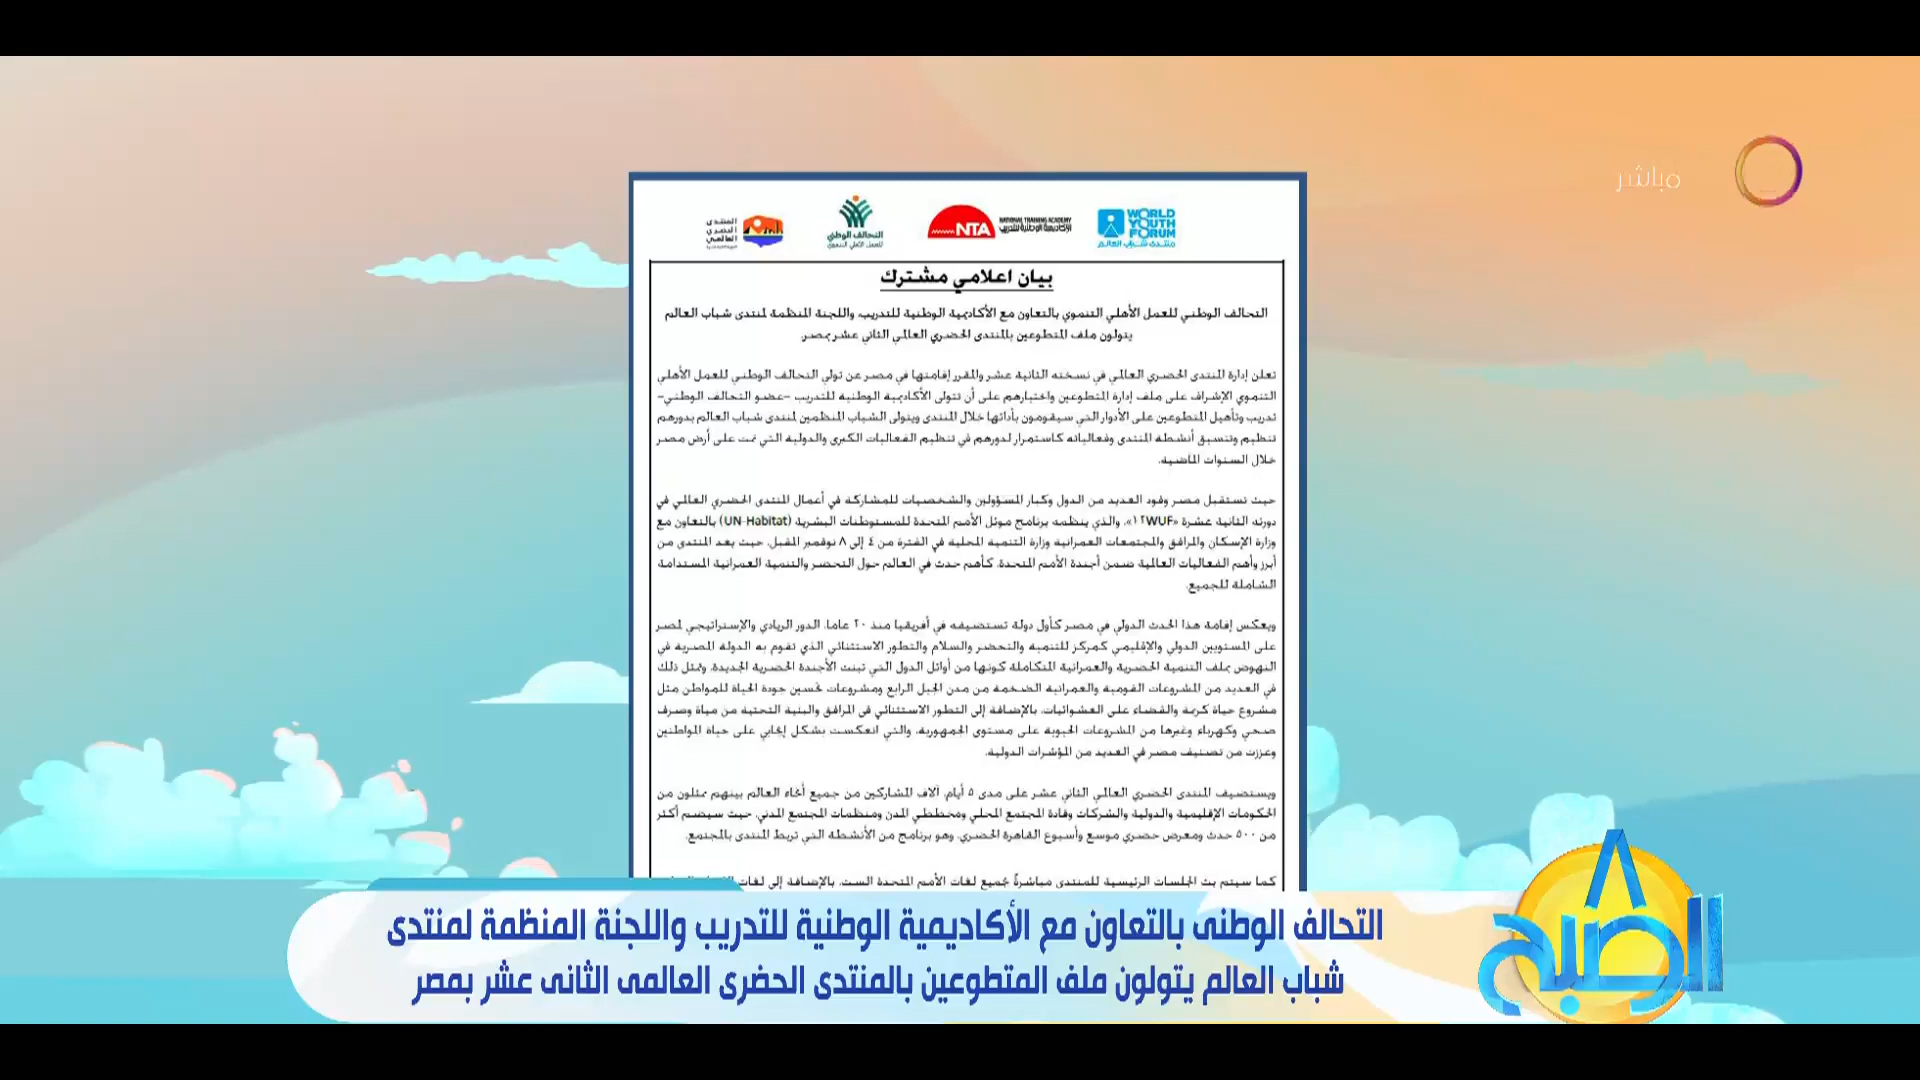 مباشر
WORLD YOUTH FORUM
منتدى شباب العالم
NTA
NATIONAL TRAINING ACADEMY
الأكاديمية الوطنية للتدريب
التحالف الوطني
للعمل الأهلي التنموي
المنتدى
الحضري
العالمي
بيان اعلامي مشترك
التحالف الوطني للعمل الأهلي التنموي بالتعاون مع الأكاديمية الوطنية للتدريب، واللجنة المنظمة لمنتدى شباب العالم
يتولون ملف المتطوعين بالمنتدى الحضري العالمي الثاني عشر بمصر.
تعلن إدارة المنتدى الحضري العالمي في نسخته الثانية عشر والمقرر إقامتها في مصر عن تولي التحالف الوطني للعمل الأهلي
التنموي الإشراف على ملف إدارة المتطوعين واختيارهم على أن تتولى الأكاديمية الوطنية للتدريب -عضو التحالف الوطني-
تدريب وتأهيل المتطوعين على الأدوار التي سيقومون بأدائها خلال المنتدى ويتولى الشباب المنظمين لمنتدى شباب العالم بدورهم
تنظيم وتنسيق أنشطة المنتدى وفعالياته كاستمرار لدورهم في تنظيم الفعاليات الكبرى والدولية التي تمت على أرض مصر
خلال السنوات الماضية.
حيث تستقبل مصر وفود العديد من الدول وكبار المسؤولين والشخصيات للمشاركة في أعمال المنتدى الحضري العالمي في
دورته الثانية عشرة «WUF١٢»، والذي ينظمه برنامج موئل الأمم المتحدة للمستوطنات البشرية (UN-Habitat) بالتعاون مع
وزارة الإسكان والمرافق والمجتمعات العمرانية وزارة التنمية المحلية في الفترة من ٤ إلى ٨ نوفمبر المقبل، حيث يعد المنتدى من
أبرز وأهم الفعاليات العالمية ضمن أجندة الأمم المتحدة، كأهم حدث في العالم حول التحضر والتنمية العمرانية المستدامة
الشاملة للجميع.
ويعكس إقامة هذا الحدث الدولي في مصر كأول دولة تستضيفه في أفريقيا منذ ٢٠ عاما، الدور الريادي والإستراتيجي لمصر
على المستويين الدولي والإقليمي كمركز للتنمية والتحضر والسلام والتطور الاستثنائي الذي تقوم به الدولة المصرية في
النهوض بملف التنمية الحضرية والعمرانية المتكاملة كونها من أوائل الدول التي تبنت الأجندة الحضرية الجديدة، وتمثل ذلك
في العديد من المشروعات القومية والعمرانية الضخمة من مدن الجيل الرابع ومشروعات تحسين جودة الحياة للمواطن مثل
مشروع حياة كريمة والقضاء على العشوائيات، بالإضافة إلى التطور الاستثنائي في المرافق والبنية التحتية من مياة وصرف
صحي وكهرباء وغيرها من المشروعات الحيوية على مستوى الجمهورية، والتي انعكست بشكل إيجابي على حياة المواطنين
وعززت من تصنيف مصر في العديد من المؤشرات الدولية.
ويستضيف المنتدى الحضري العالمي الثاني عشر على مدى ٥ أيام، آلاف المشاركين من جميع أنحاء العالم بينهم ممثلون من
الحكومات الإقليمية والدولية والشركات وقادة المجتمع المحلي ومخططي المدن ومنظمات المجتمع المدني، حيث سيضم أكثر
من ٥٠٠ حدث ومعرض حضري موسع وأسبوع القاهرة الحضري، وهو برنامج من الأنشطة التي تربط المنتدى بالمجتمع.
كما سيتم بث الجلسات الرئيسية للمنتدى مباشرةً لجميع لغات الأمم المتحدة الست، بالإضافة إلى لغات
التحالف الوطنى بالتعاون مع الأكاديمية الوطنية للتدريب واللجنة المنظمة لمنتدى
شباب العالم يتولون ملف المتطوعين بالمنتدى الحضرى العالمى الثانى عشر بمصر
٨ الصبح